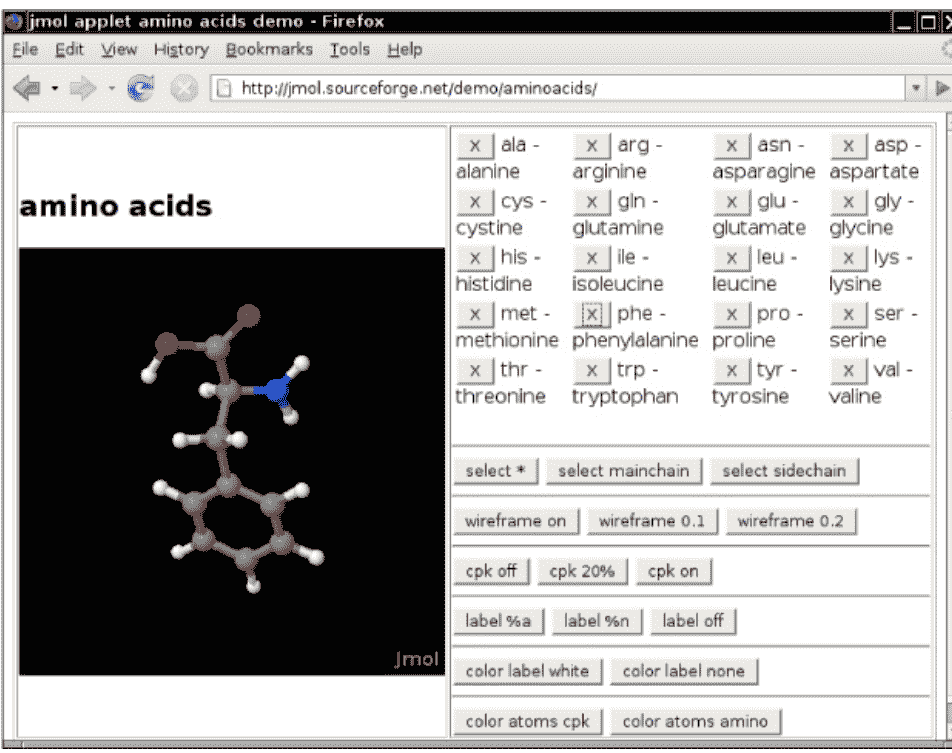 jmol applet amino acids demo - Firefox
File Edit View History Bookmarks Tools Help
http://jmol.sourceforge.net/demo/aminoacids/
amino acids
Jmol
x ala - x arg - x asn - x asp -
alanine arginine asparagine aspartate
x cys - x gln - x glu - x gly -
cystine glutamine glutamate glycine
x his - x ile - x leu - x lys -
histidine isoleucine leucine lysine
x met - x phe - x pro - x ser -
methionine phenylalanine proline serine
x thr - x trp - x tyr - x val -
threonine tryptophan tyrosine valine
select * select mainchain select sidechain
wireframe on wireframe 0.1 wireframe 0.2
cpk off cpk 20% cpk on
label %a label %n label off
color label white color label none
color atoms cpk color atoms amino